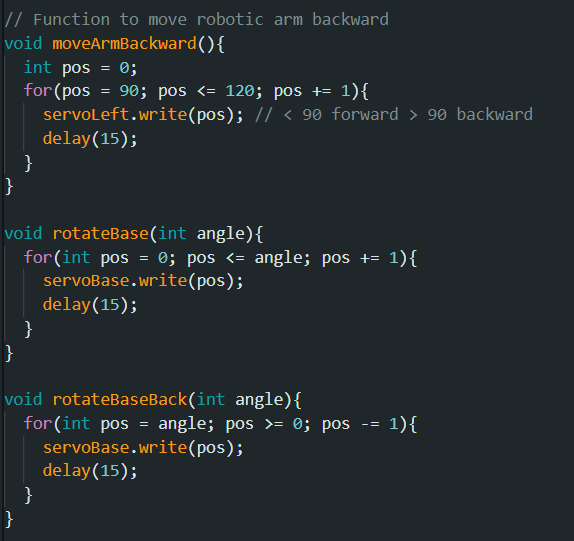 // Function to move robotic arm backward
void moveArmBackward(){
  int pos = 0;
  for(pos = 90; pos <= 120; pos += 1){
    servoLeft.write(pos); // < 90 forward > 90 backward
    delay(15);
  }
}

void rotateBase(int angle){
  for(int pos = 0; pos <= angle; pos += 1){
    servoBase.write(pos);
    delay(15);
  }
}

void rotateBaseBack(int angle){
  for(int pos = angle; pos >= 0; pos -= 1){
    servoBase.write(pos);
    delay(15);
  }
}